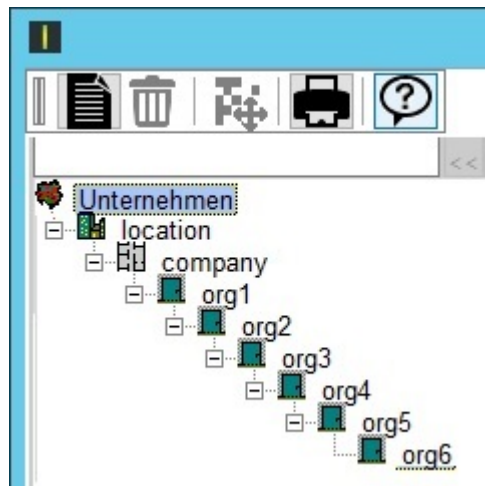 ?
<<
Unternehmen
location
company
org1
org2
org3
org4
org5
org6